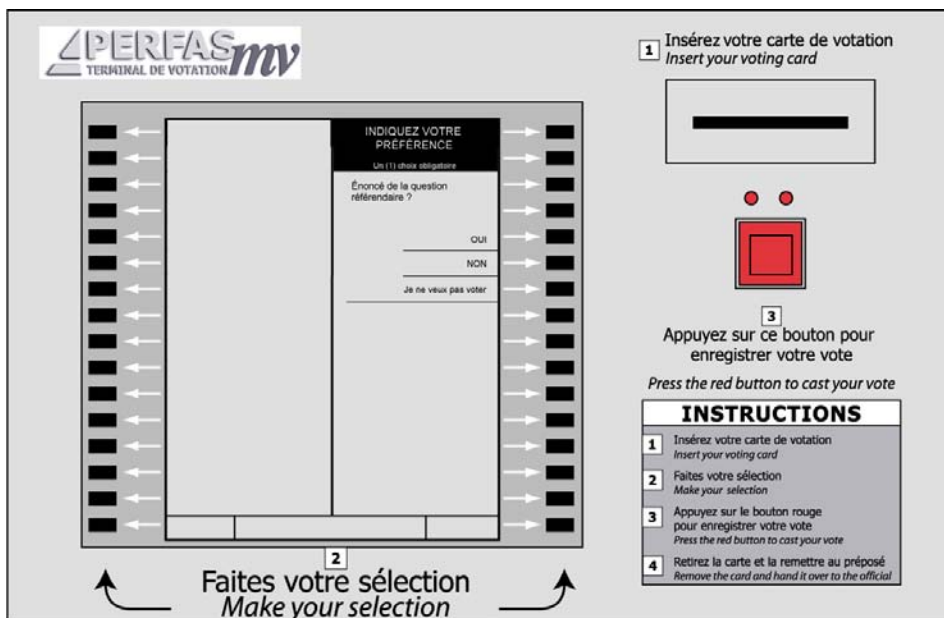 PERFAS mv
TERMINAL DE VOTATION
1 Insérez votre carte de votation
Insert your voting card
INDIQUEZ VOTRE
PRÉFÉRENCE
Un (1) choix obligatoire
Énoncé de la question
référendaire ?
OUI
NON
Je ne veux pas voter
2
Faites votre sélection
Make your selection
3
Appuyez sur ce bouton pour
enregistrer votre vote
Press the red button to cast your vote
INSTRUCTIONS
1 Insérez votre carte de votation
Insert your voting card
2 Faites votre sélection
Make your selection
3 Appuyez sur le bouton rouge
pour enregistrer votre vote
Press the red button to cast your vote
4 Retirez la carte et la remettre au préposé
Remove the card and hand it over to the official